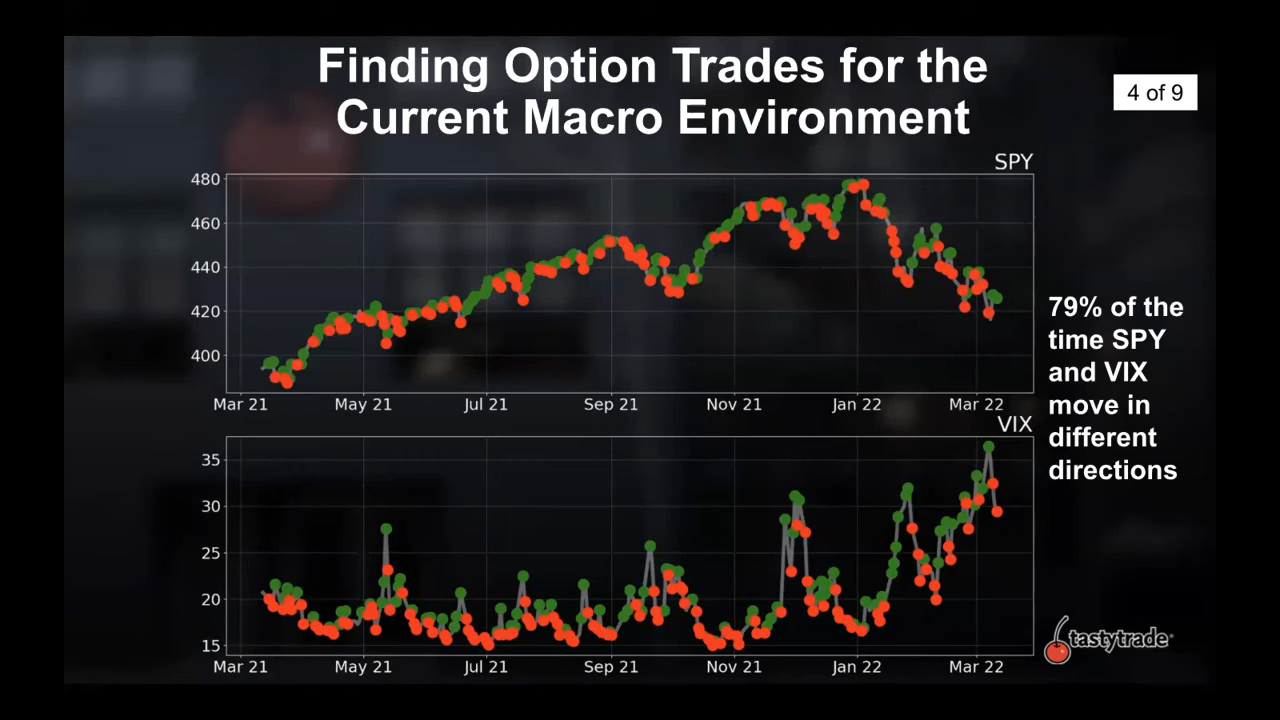 Finding Option Trades for the
Current Macro Environment
4 of 9
SPY
480
460
440
420
400
Mar 21 May 21 Jul 21 Sep 21 Nov 21 Jan 22 Mar 22
79% of the
time SPY
and VIX
move in
different
directions
VIX
35
30
25
20
15
Mar 21 May 21 Jul 21 Sep 21 Nov 21 Jan 22 Mar 22
tastytrade